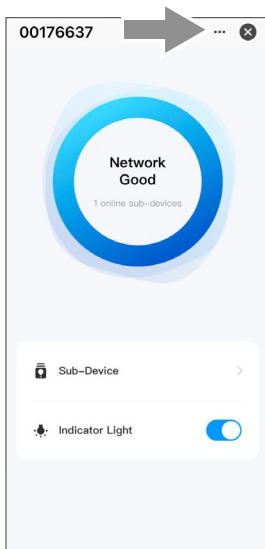 00176637
Network
Good
1 online sub-devices
Sub-Device
Indicator Light